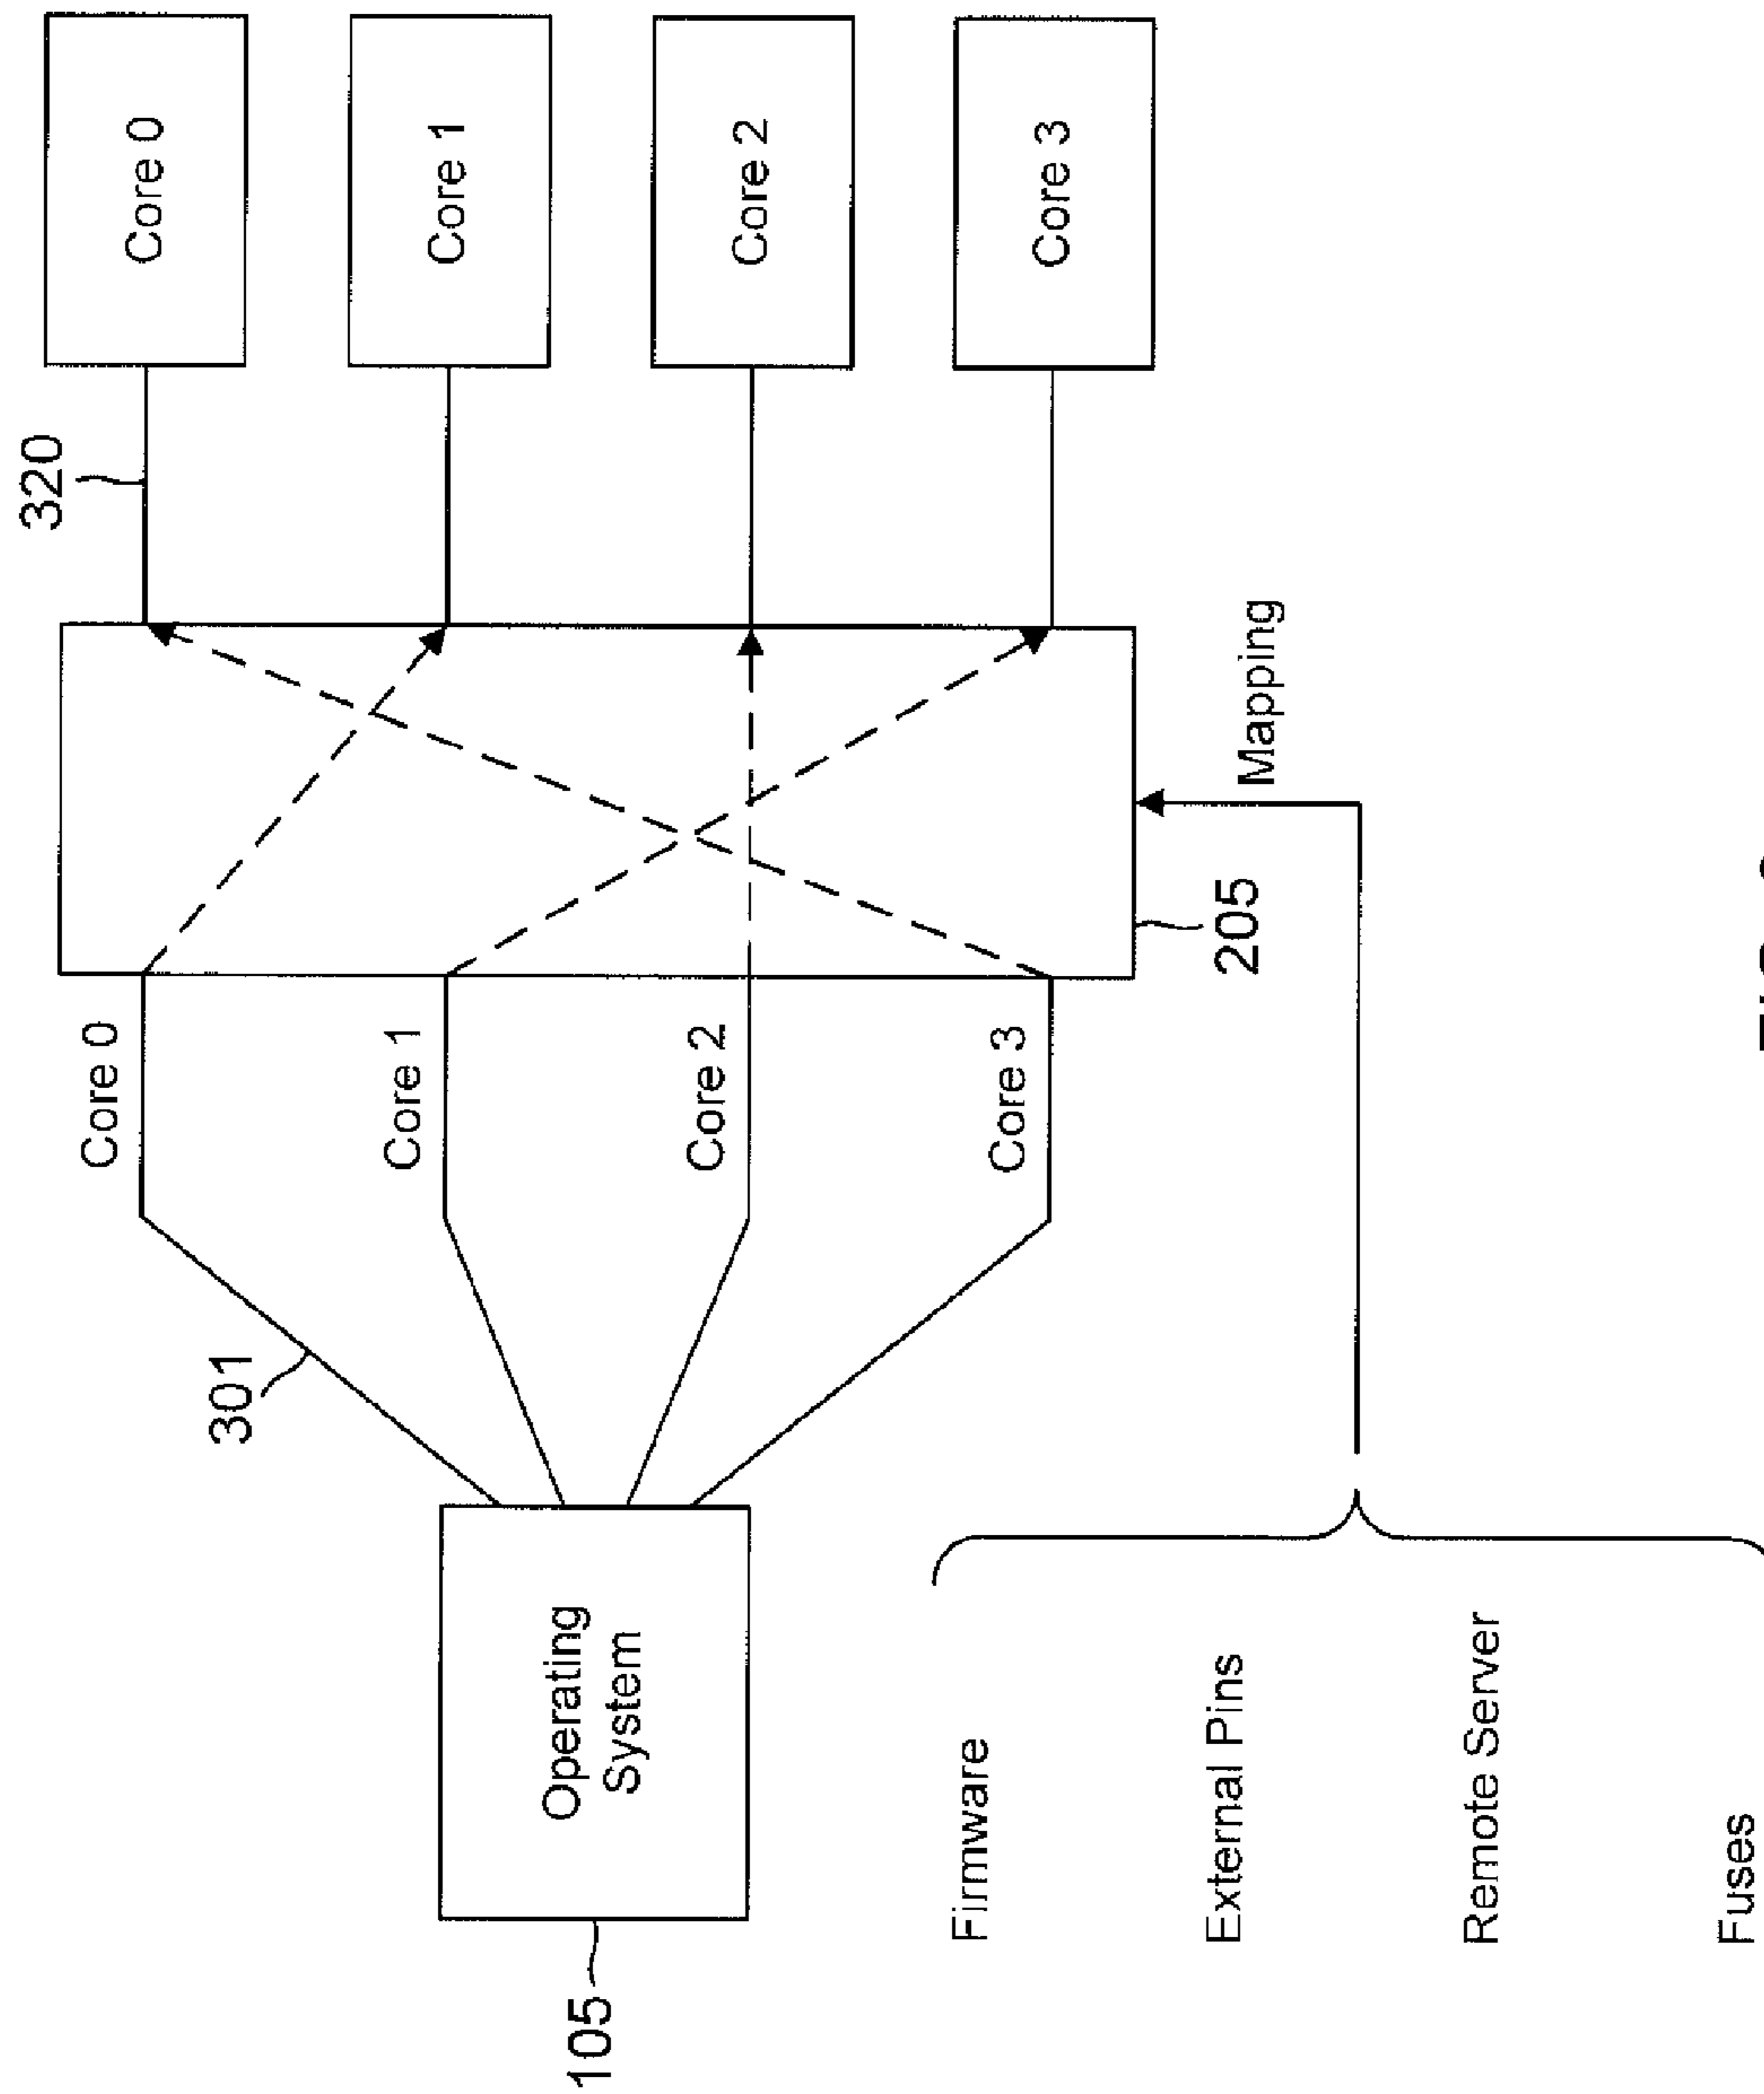 105
Operating
System
301
Core 0
Core 1
Core 2
Core 3
205
Mapping
320
Core 0
Core 1
Core 2
Core 3
Firmware
External Pins
Remote Server
Fuses